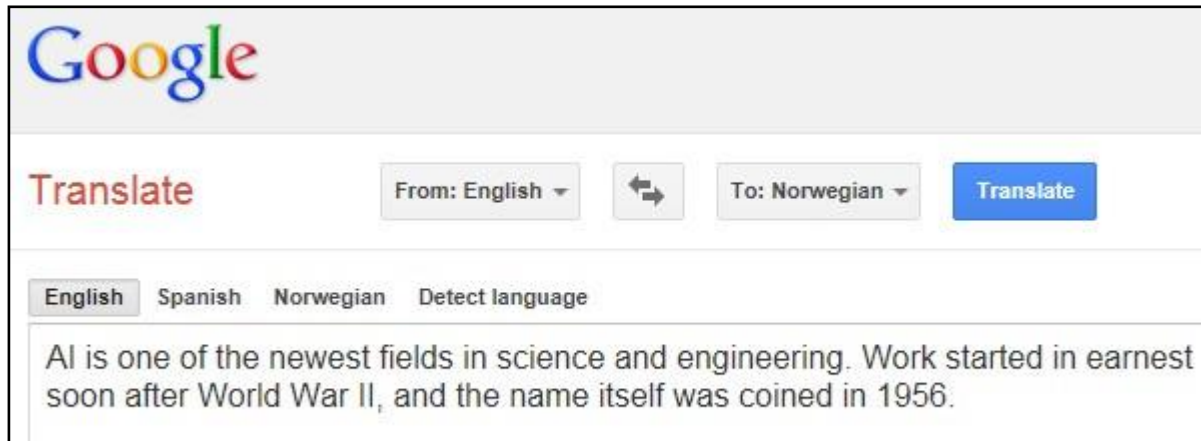 Google
Translate From: English To: Norwegian Translate
English Spanish Norwegian Detect language
AI is one of the newest fields in science and engineering. Work started in earnest
soon after World War II, and the name itself was coined in 1956.